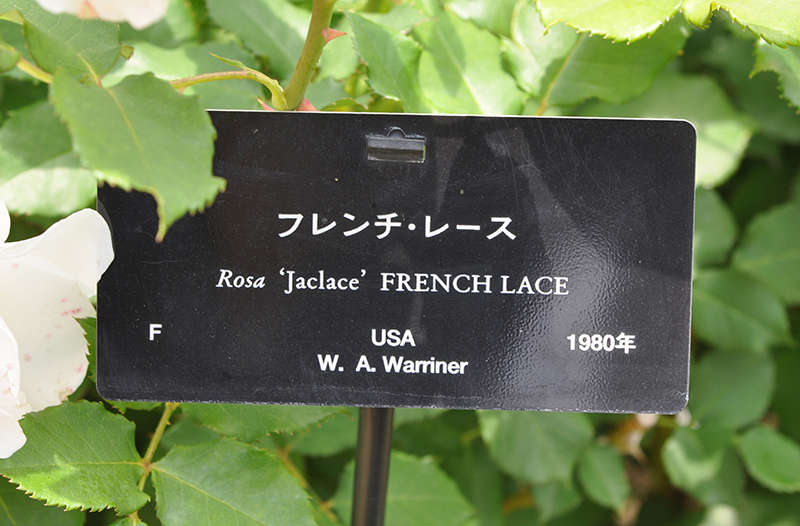 フレンチ・レース
Rosa ‘Jaclace’ FRENCH LACE
F USA 1980年
W. A. Warriner